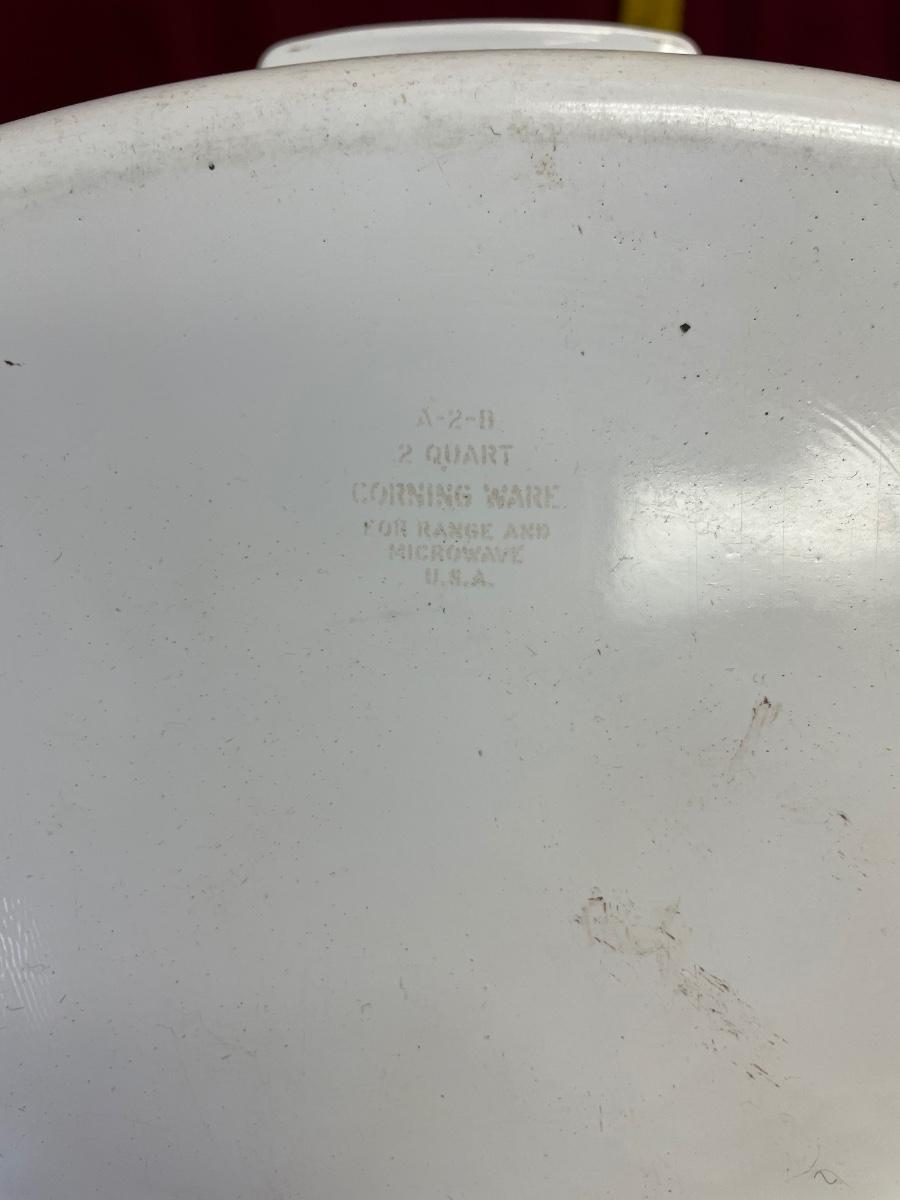 A-2-B
2 QUART
CORNING WARE
FOR RANGE AND
MICROWAVE
U.S.A.